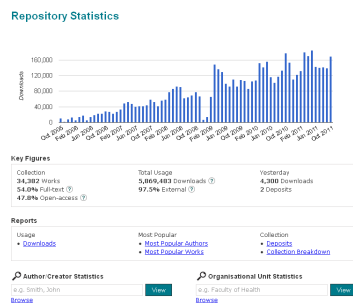 Repository Statistics
Downloads
160,000
120,000
80,000
40,000
0
Oct 2005
Feb 2006
Jun 2006
Oct 2006
Feb 2007
Jun 2007
Oct 2007
Feb 2008
Jun 2008
Oct 2008
Feb 2009
Jun 2009
Oct 2009
Feb 2010
Jun 2010
Oct 2010
Feb 2011
Jun 2011
Oct 2011
Key Figures
Collection
34,382 Works
54.0% Full-text ?
47.8% Open-access ?
Total Usage
5,869,483 Downloads ?
97.5% External ?
Yesterday
4,300 Downloads
2 Deposits
Reports
Usage
• Downloads
Most Popular
• Most Popular Authors
• Most Popular Works
Collection
• Deposits
• Collection Breakdown
Author/Creator Statistics
e.g. Smith, John
View
Browse
Organisational Unit Statistics
e.g. Faculty of Health
View
Browse